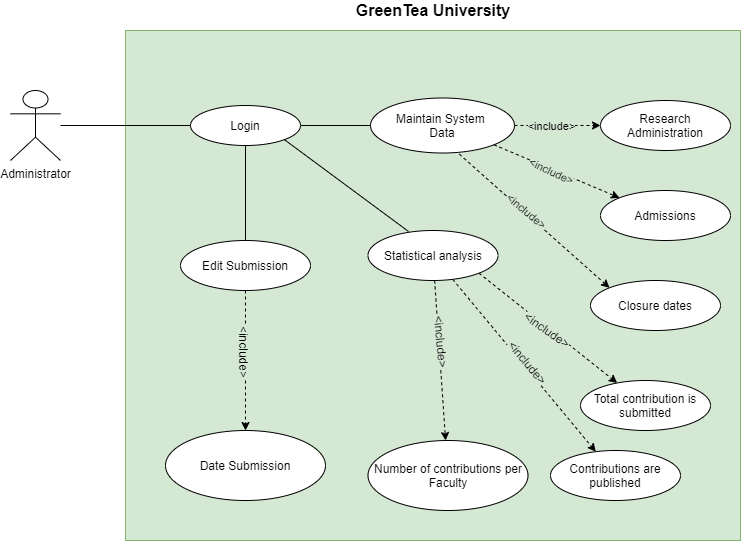 GreenTea University
Administrator
Login
Maintain System
Data
<include>
Research
Administration
<include>
Admissions
<include>
Closure dates
Edit Submission
Statistical analysis
<include>
<include>
<include>
<include>
Total contribution is
submitted
Date Submission
Number of contributions per
Faculty
Contributions are
published